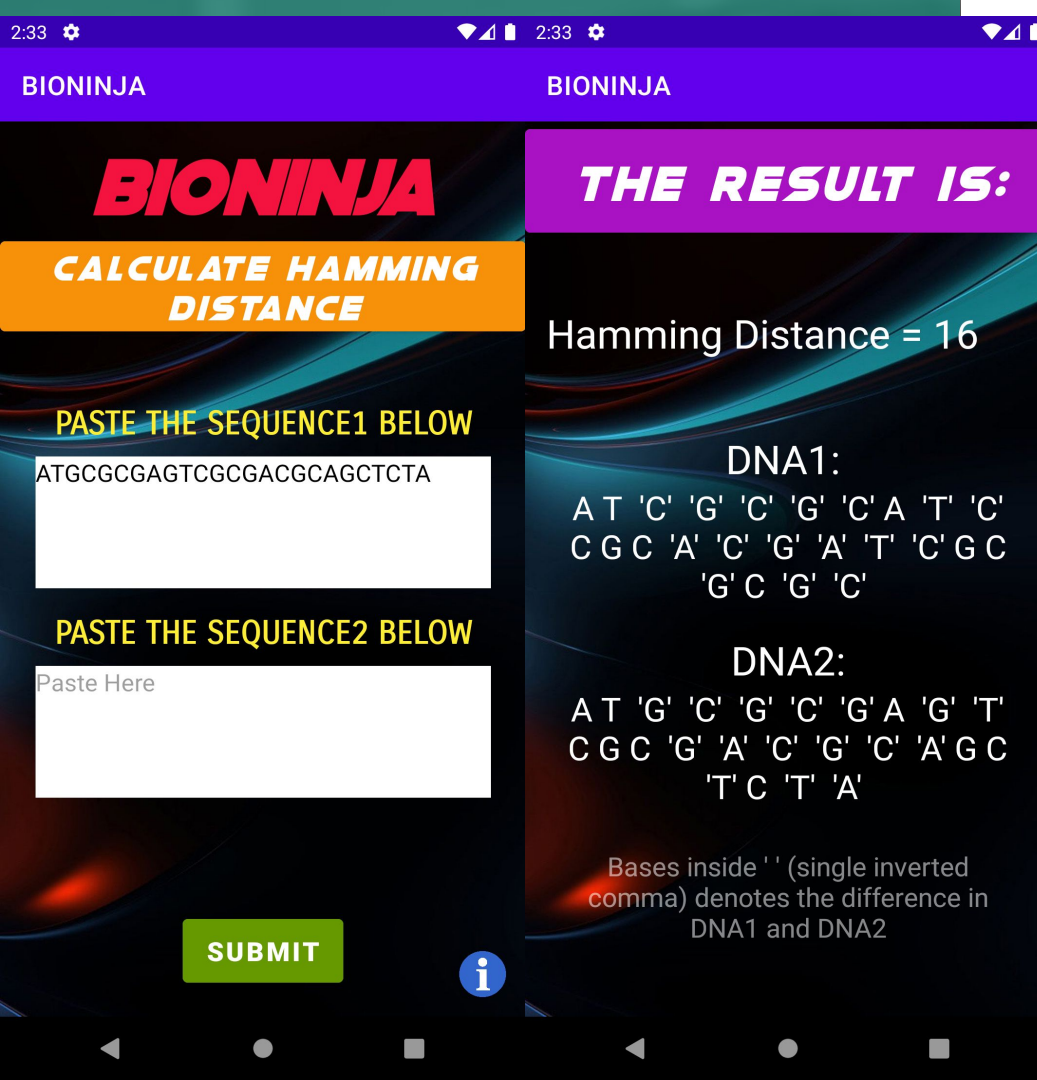 2:33
BIONINJA
BIONINJA
CALCULATE HAMMING
DISTANCE
PASTE THE SEQUENCE1 BELOW
ATGCGCGAGTCGCGACGCAGCTCTA
PASTE THE SEQUENCE2 BELOW
Paste Here
SUBMIT
i
2:33
BIONINJA
THE RESULT IS:
Hamming Distance = 16
DNA1:
A T 'C' 'G' 'C' 'G' 'C' A 'T' 'C'
C G C 'A' 'C' 'G' 'A' 'T' 'C' G C
'G' C 'G' 'C'
DNA2:
A T 'G' 'C' 'G' 'C' 'G' A 'G' 'T'
C G C 'G' 'A' 'C' 'G' 'C' 'A' G C
'T' C 'T' 'A'
Bases inside ' ' (single inverted
comma) denotes the difference in
DNA1 and DNA2